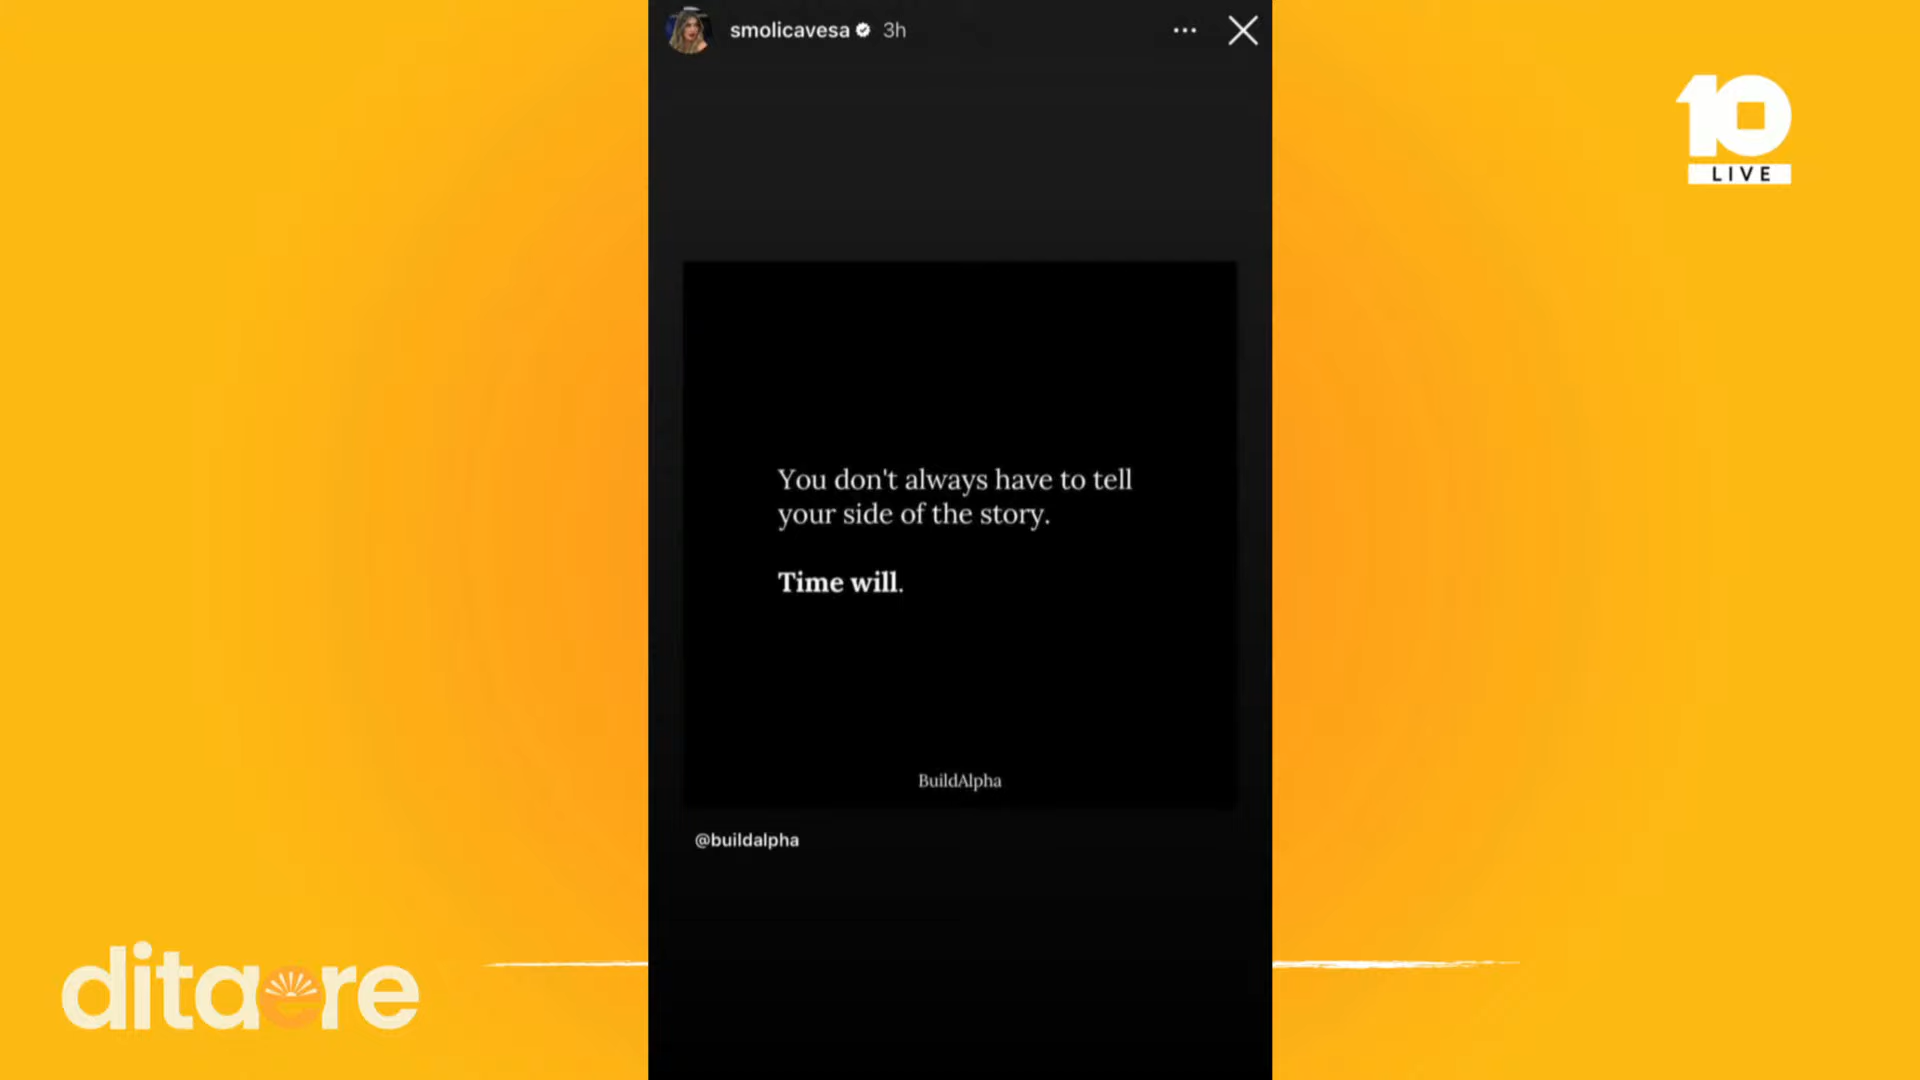 smolicavesa 3h
10
LIVE
You don't always have to tell
your side of the story.
Time will.
BuildAlpha
@buildalpha
ditaere